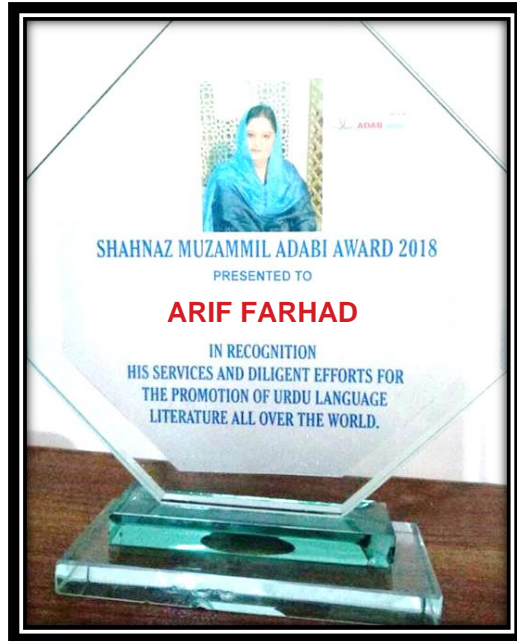 ADAB
SHAHNAZ MUZAMMIL ADABI AWARD 2018
PRESENTED TO
ARIF FARHAD
IN RECOGNITION
HIS SERVICES AND DILIGENT EFFORTS FOR
THE PROMOTION OF URDU LANGUAGE
LITERATURE ALL OVER THE WORLD.